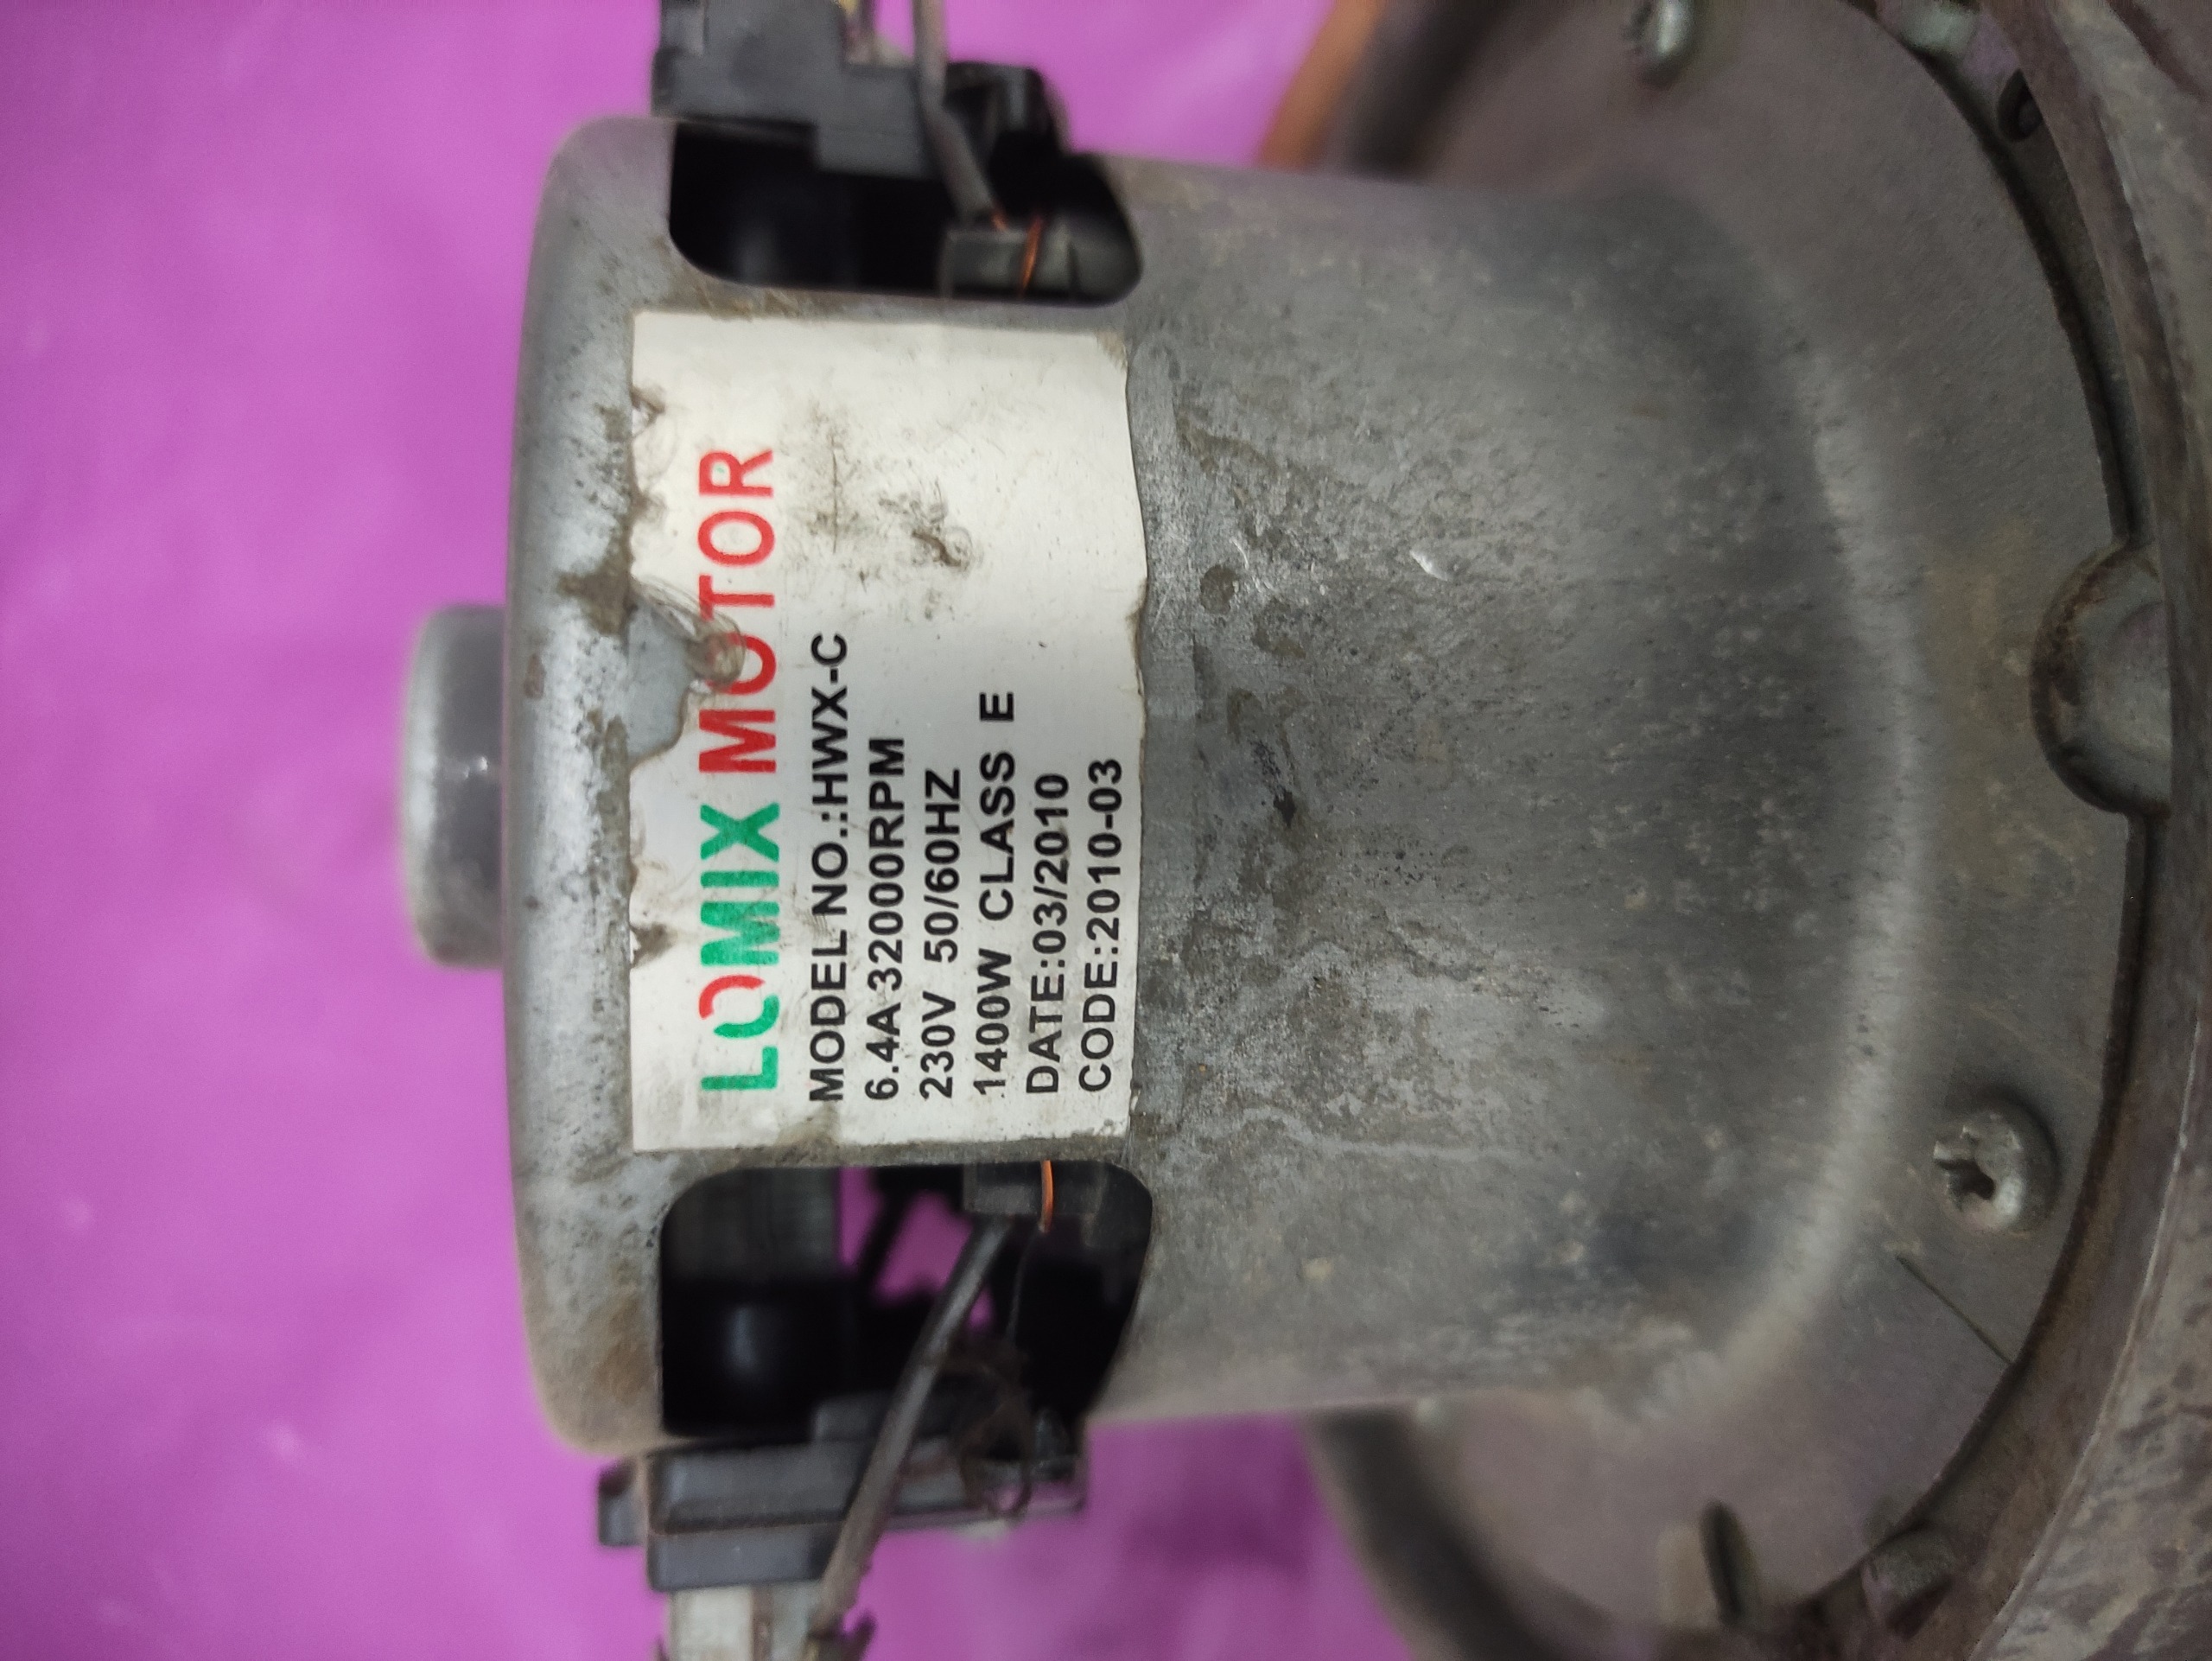 LOMIX MOTOR
MODEL NO.:HWX-C
6.4A 32000RPM
230V 50/60HZ
1400W CLASS E
DATE:03/2010
CODE:2010-03